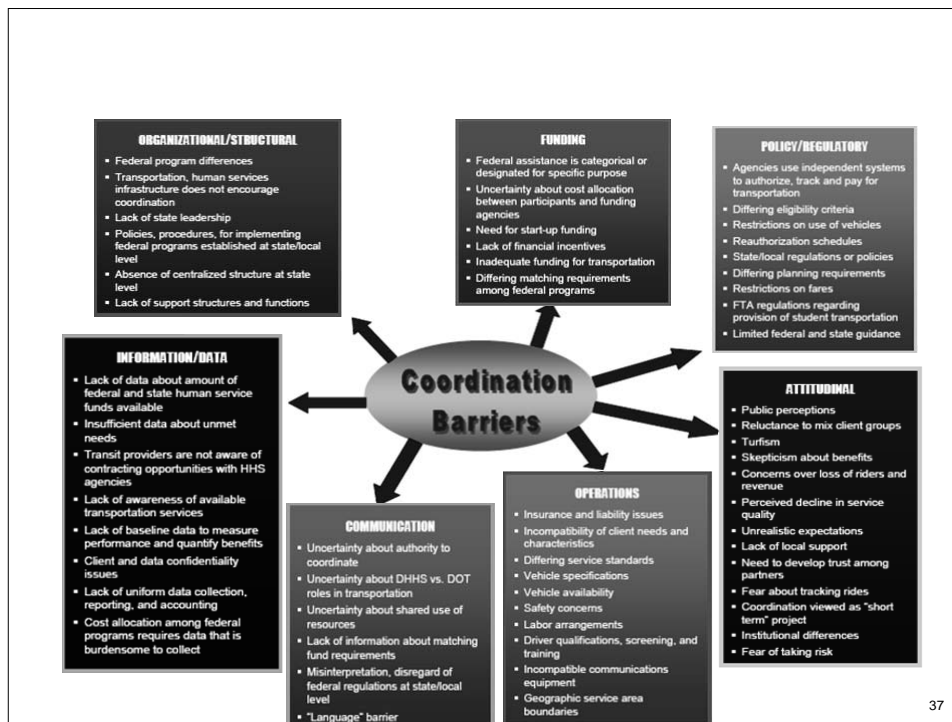 ORGANIZATIONAL/STRUCTURAL
▪ Federal program differences
▪ Transportation, human services
infrastructure does not encourage
coordination
▪ Lack of state leadership
▪ Policies, procedures, for implementing
federal programs established at state/local
level
▪ Absence of centralized structure at state
level
▪ Lack of support structures and functions
FUNDING
▪ Federal assistance is categorical or
designated for specific purpose
▪ Uncertainty about cost allocation
between participants and funding
agencies
▪ Need for start-up funding
▪ Lack of financial incentives
▪ Inadequate funding for transportation
▪ Differing matching requirements
among federal programs
POLICY/REGULATORY
▪ Agencies use independent systems
to authorize, track and pay for
transportation
▪ Differing eligibility criteria
▪ Restrictions on use of vehicles
▪ Reauthorization schedules
▪ State/local regulations or policies
▪ Differing planning requirements
▪ Restrictions on fares
▪ FTA regulations regarding
provision of student transportation
▪ Limited federal and state guidance
INFORMATION/DATA
▪ Lack of data about amount of
federal and state human service
funds available
▪ Insufficient data about unmet
needs
▪ Transit providers are not aware of
contracting opportunities with HHS
agencies
▪ Lack of awareness of available
transportation services
▪ Lack of baseline data to measure
performance and quantify benefits
▪ Client and data confidentiality
issues
▪ Lack of uniform data collection,
reporting, and accounting
▪ Cost allocation among federal
programs requires data that is
burdensome to collect
Coordination
Barriers
ATTITUDINAL
▪ Public perceptions
▪ Reluctance to mix client groups
▪ Turfism
▪ Skepticism about benefits
▪ Concerns over loss of riders and
revenue
▪ Perceived decline in service
quality
▪ Unrealistic expectations
▪ Lack of local support
▪ Need to develop trust among
partners
▪ Fear about tracking rides
▪ Coordination viewed as "short
term" project
▪ Institutional differences
▪ Fear of taking risk
COMMUNICATION
▪ Uncertainty about authority to
coordinate
▪ Uncertainty about DHHS vs. DOT
roles in transportation
▪ Uncertainty about shared use of
resources
▪ Lack of information about matching
fund requirements
▪ Misinterpretation, disregard of
federal regulations at state/local
level
▪ "Language" barrier
OPERATIONS
▪ Insurance and liability issues
▪ Incompatibility of client needs and
characteristics
▪ Differing service standards
▪ Vehicle specifications
▪ Vehicle availability
▪ Safety concerns
▪ Labor arrangements
▪ Driver qualifications, screening, and
training
▪ Incompatible communications
equipment
▪ Geographic service area
boundaries
37